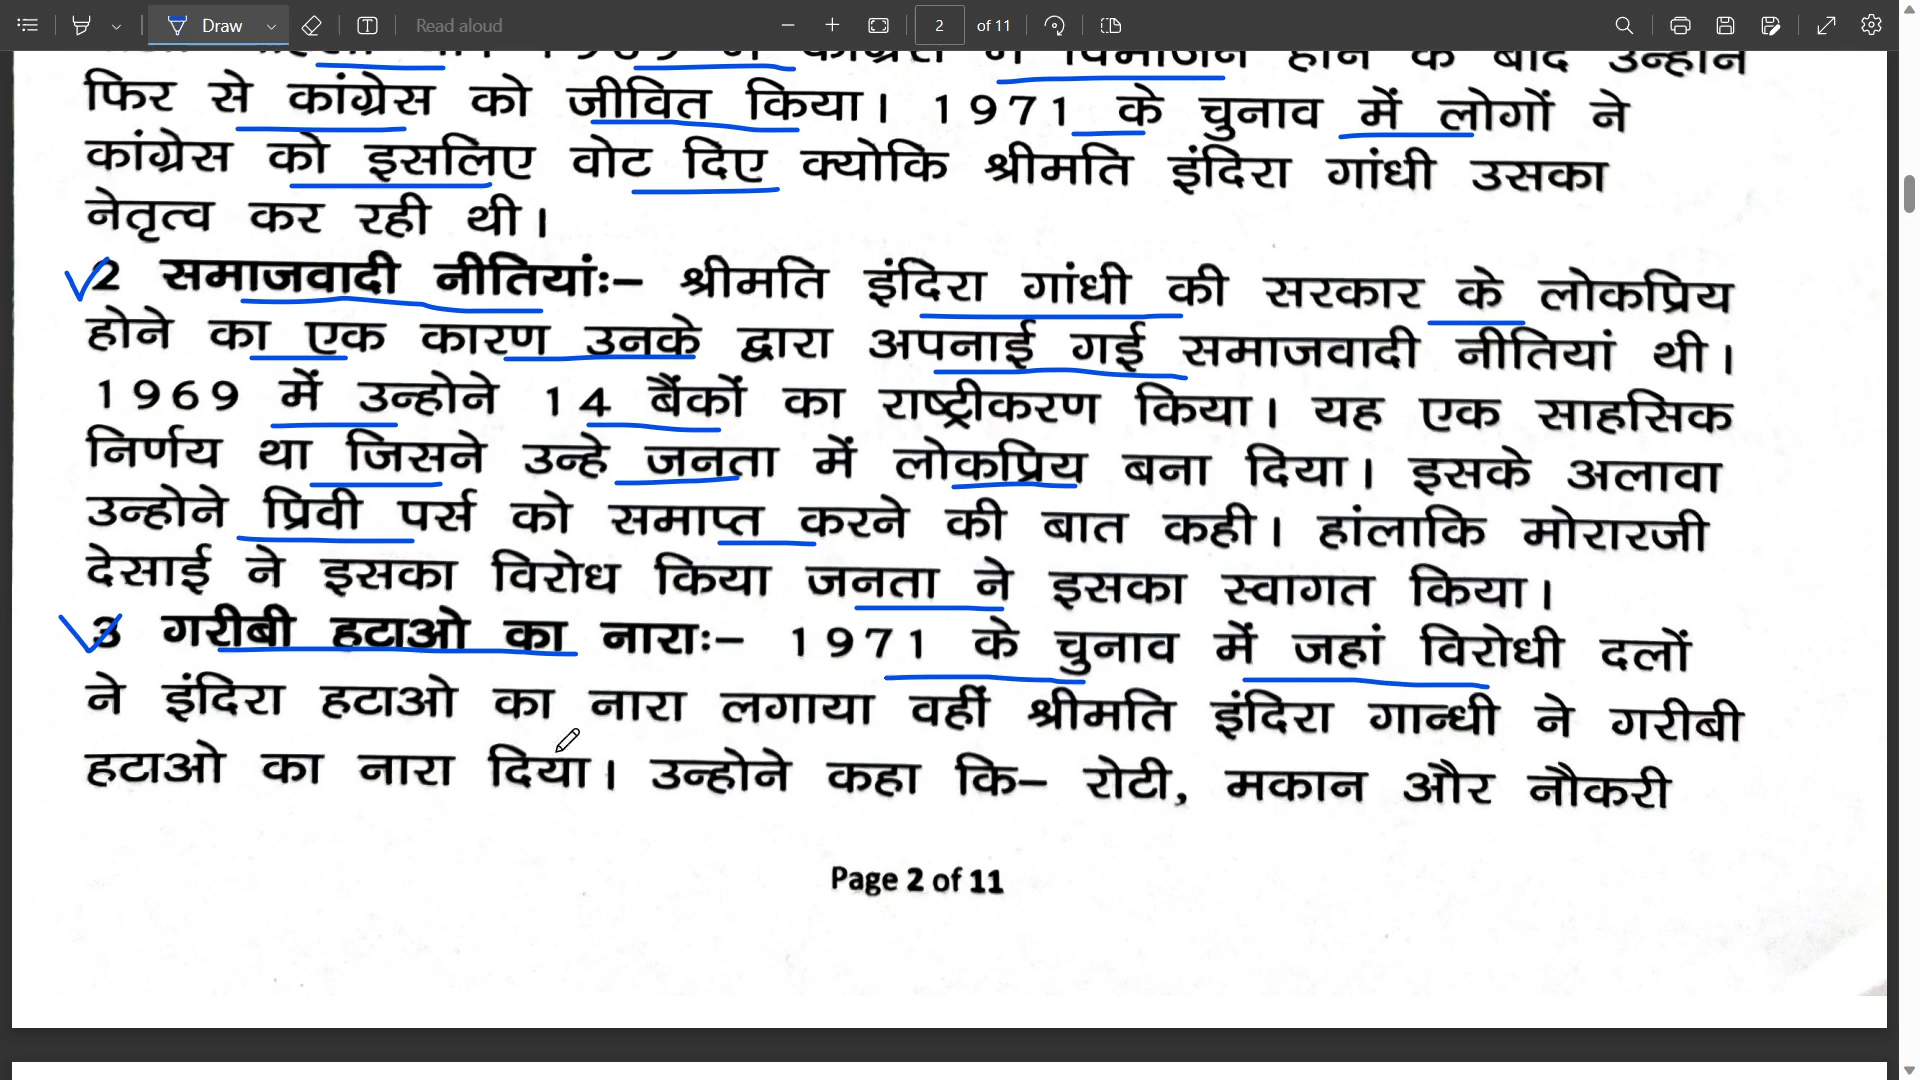 Draw
Read aloud
2 of 11
1969 में कांग्रेस में विभाजन होने के बाद उन्होने
फिर से कांग्रेस को जीवित किया। 1971 के चुनाव में लोगों ने
कांग्रेस को इसलिए वोट दिए क्योकि श्रीमति इंदिरा गांधी उसका
नेतृत्व कर रही थी।
2 समाजवादी नीतियांः– श्रीमति इंदिरा गांधी की सरकार के लोकप्रिय
होने का एक कारण उनके द्वारा अपनाई गई समाजवादी नीतियां थी।
1969 में उन्होने 14 बैंकों का राष्ट्रीकरण किया। यह एक साहसिक
निर्णय था जिसने उन्हे जनता में लोकप्रिय बना दिया। इसके अलावा
उन्होने प्रिवी पर्स को समाप्त करने की बात कही। हांलाकि मोरारजी
देसाई ने इसका विरोध किया जनता ने इसका स्वागत किया।
3 गरीबी हटाओ का नाराः– 1971 के चुनाव में जहां विरोधी दलों
ने इंदिरा हटाओ का नारा लगाया वहीं श्रीमति इंदिरा गान्धी ने गरीबी
हटाओ का नारा दिया। उन्होने कहा कि– रोटी, मकान और नौकरी
Page 2 of 11